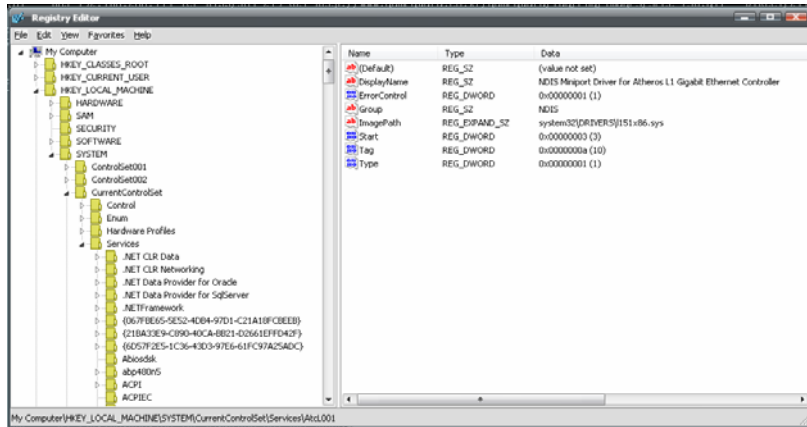 Registry Editor
File Edit View Favorites Help
My Computer
HKEY_CLASSES_ROOT
HKEY_CURRENT_USER
HKEY_LOCAL_MACHINE
HARDWARE
SAM
SECURITY
SOFTWARE
SYSTEM
ControlSet001
ControlSet002
CurrentControlSet
Control
Enum
Hardware Profiles
Services
.NET CLR Data
.NET CLR Networking
.NET Data Provider for Oracle
.NET Data Provider for SqlServer
.NETFramework
{067FBE65-5E52-4DB4-97D1-C21A18FCBEEB}
{21BA33E9-C890-40CA-BB21-D2661EFFD42F}
{6D57F2E5-1C36-43D3-97E6-61FC97A25ADC}
Abiosdsk
abp480n5
ACPI
ACPIEC
Name Type Data
(Default) REG_SZ (value not set)
DisplayName REG_SZ NDIS Miniport Driver for Atheros L1 Gigabit Ethernet Controller
ErrorControl REG_DWORD 0x00000001 (1)
Group REG_SZ NDIS
ImagePath REG_EXPAND_SZ system32\DRIVERS\l151x86.sys
Start REG_DWORD 0x00000003 (3)
Tag REG_DWORD 0x0000000a (10)
Type REG_DWORD 0x00000001 (1)
My Computer\HKEY_LOCAL_MACHINE\SYSTEM\CurrentControlSet\Services\AtcL001